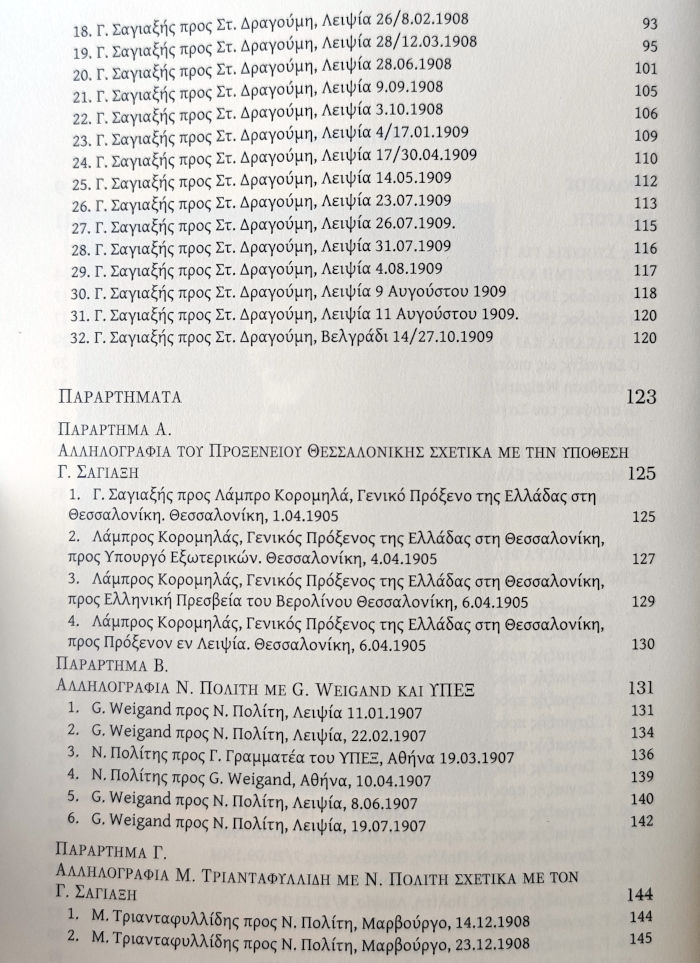 18. Γ. Σαγιαξής προς Στ. Δραγούμη, Λειψία 26/8.02.1908 93
19. Γ. Σαγιαξής προς Στ. Δραγούμη, Λειψία 28/12.03.1908 95
20. Γ. Σαγιαξής προς Στ. Δραγούμη, Λειψία 28.06.1908 101
21. Γ. Σαγιαξής προς Στ. Δραγούμη, Λειψία 9.09.1908 105
22. Γ. Σαγιαξής προς Στ. Δραγούμη, Λειψία 3.10.1908 106
23. Γ. Σαγιαξής προς Στ. Δραγούμη, Λειψία 4/17.01.1909 109
24. Γ. Σαγιαξής προς Στ. Δραγούμη, Λειψία 17/30.04.1909 110
25. Γ. Σαγιαξής προς Στ. Δραγούμη, Λειψία 14.05.1909 112
26. Γ. Σαγιαξής προς Στ. Δραγούμη, Λειψία 23.07.1909 113
27. Γ. Σαγιαξής προς Στ. Δραγούμη, Λειψία 26.07.1909. 115
28. Γ. Σαγιαξής προς Στ. Δραγούμη, Λειψία 31.07.1909 116
29. Γ. Σαγιαξής προς Στ. Δραγούμη, Λειψία 4.08.1909 117
30. Γ. Σαγιαξής προς Στ. Δραγούμη, Λειψία 9 Αυγούστου 1909 118
31. Γ. Σαγιαξής προς Στ. Δραγούμη, Λειψία 11 Αυγούστου 1909. 120
32. Γ. Σαγιαξής προς Στ. Δραγούμη, Βελγράδι 14/27.10.1909 120
ΠΑΡΑΡΤΗΜΑΤΑ 123
ΠΑΡΑΡΤΗΜΑ Α.
ΑΛΛΗΛΟΓΡΑΦΙΑ ΤΟΥ ΠΡΟΞΕΝΕΙΟΥ ΘΕΣΣΑΛΟΝΙΚΗΣ ΣΧΕΤΙΚΑ ΜΕ ΤΗΝ ΥΠΟΘΕΣΗ
Γ. ΣΑΓΙΑΞΗ 125
1. Γ. Σαγιαξής προς Λάμπρο Κορομηλά, Γενικό Πρόξενο της Ελλάδας στη
Θεσσαλονίκη. Θεσσαλονίκη, 1.04.1905 125
2. Λάμπρος Κορομηλάς, Γενικός Πρόξενος της Ελλάδας στη Θεσσαλονίκη,
προς Υπουργό Εξωτερικών. Θεσσαλονίκη, 4.04.1905 127
3. Λάμπρος Κορομηλάς, Γενικός Πρόξενος της Ελλάδας στη Θεσσαλονίκη,
προς Ελληνική Πρεσβεία του Βερολίνου Θεσσαλονίκη, 6.04.1905 129
4. Λάμπρος Κορομηλάς, Γενικός Πρόξενος της Ελλάδας στη Θεσσαλονίκη,
προς Πρόξενον εν Λειψία. Θεσσαλονίκη, 6.04.1905 130
ΠΑΡΑΡΤΗΜΑ Β.
ΑΛΛΗΛΟΓΡΑΦΙΑ Ν. ΠΟΛΙΤΗ ΜΕ G. WEIGAND ΚΑΙ ΥΠΕΞ 131
1. G. Weigand προς Ν. Πολίτη, Λειψία 11.01.1907 131
2. G. Weigand προς Ν. Πολίτη, Λειψία, 22.02.1907 134
3. Ν. Πολίτης προς Γ. Γραμματέα του ΥΠΕΞ, Αθήνα 19.03.1907 136
4. Ν. Πολίτης προς G. Weigand, Αθήνα, 10.04.1907 139
5. G. Weigand προς Ν. Πολίτη, Λειψία, 8.06.1907 140
6. G. Weigand προς Ν. Πολίτη, Λειψία, 19.07.1907 142
ΠΑΡΑΡΤΗΜΑ Γ.
ΑΛΛΗΛΟΓΡΑΦΙΑ Μ. ΤΡΙΑΝΤΑΦΥΛΛΙΔΗ ΜΕ Ν. ΠΟΛΙΤΗ ΣΧΕΤΙΚΑ ΜΕ ΤΟΝ
Γ. ΣΑΓΙΑΞΗ 144
1. Μ. Τριανταφυλλίδης προς Ν. Πολίτη, Μαρβούργο, 14.12.1908 144
2. Μ. Τριανταφυλλίδης προς Ν. Πολίτη, Μαρβούργο, 23.12.1908 145